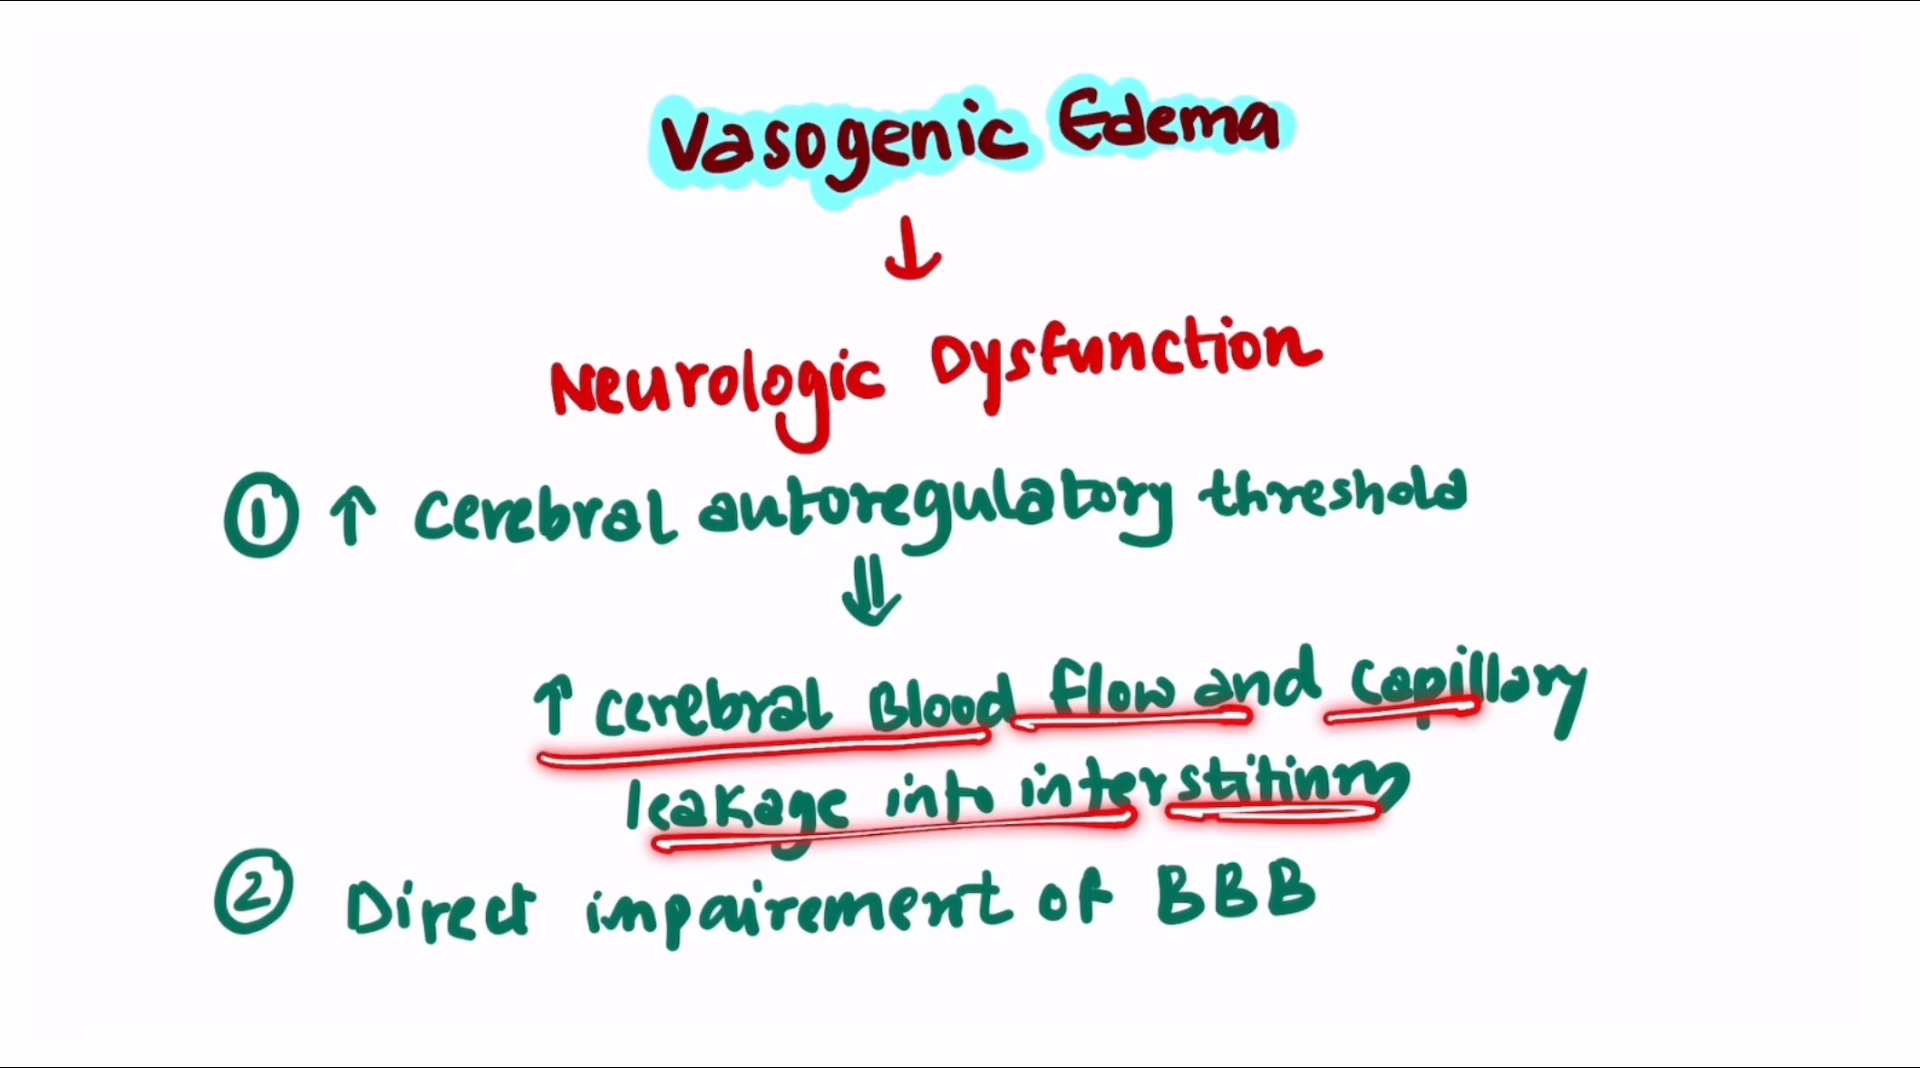 Vasogenic Edema
↓
Neurologic Dysfunction
① ↑ Cerebral autoregulatory threshold
⇓
↑ cerebral Blood flow and capillary
leakage into interstitium
② Direct impairement of BBB